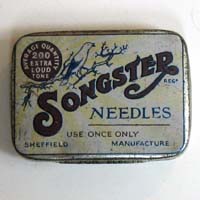 AVERAGE QUANTITY
200
EXTRA
LOUD
TONE
SONGSTER
REGD
NEEDLES
USE ONCE ONLY
SHEFFIELD MANUFACTURE